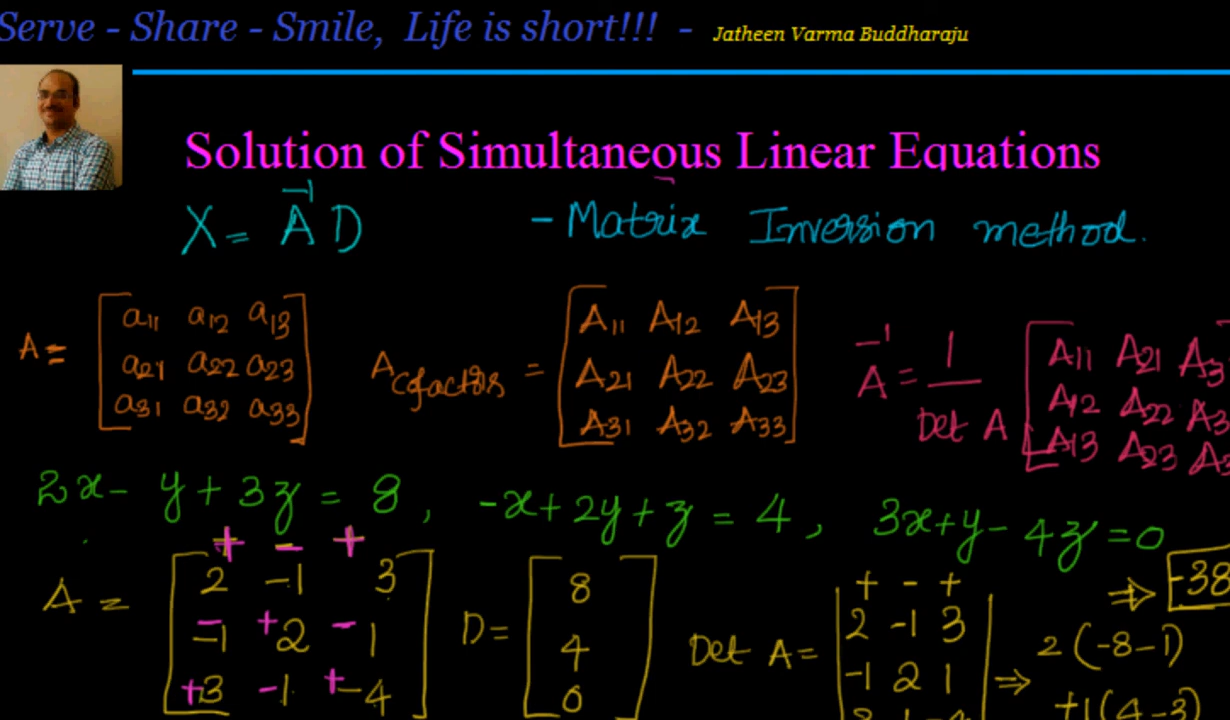 Serve - Share - Smile, Life is short!!! - Jatheen Varma Buddharaju
Solution of Simultaneous Linear Equations
X = A⁻¹ D - Matrix Inversion method.
A = [ a11 a12 a13
a21 a22 a23
a31 a32 a33 ]
A cofactors = [ A11 A12 A13
A21 A22 A23
A31 A32 A33 ]
A⁻¹ = 1 / Det A [ A11 A21 A3
A12 A22 A3
A13 A23 A3
2x - y + 3z = 8, -x + 2y + z = 4, 3x + y - 4z = 0
+ - +
A = [ 2 -1 3
- -1 + 2 - 1
+ 3 - 1 + -4 ]
D = [ 8
4
0 ]
Det A =
+ - +
2 -1 3
-1 2 1
⇒ -38
⇒ 2(-8-1)
+1(4-3)